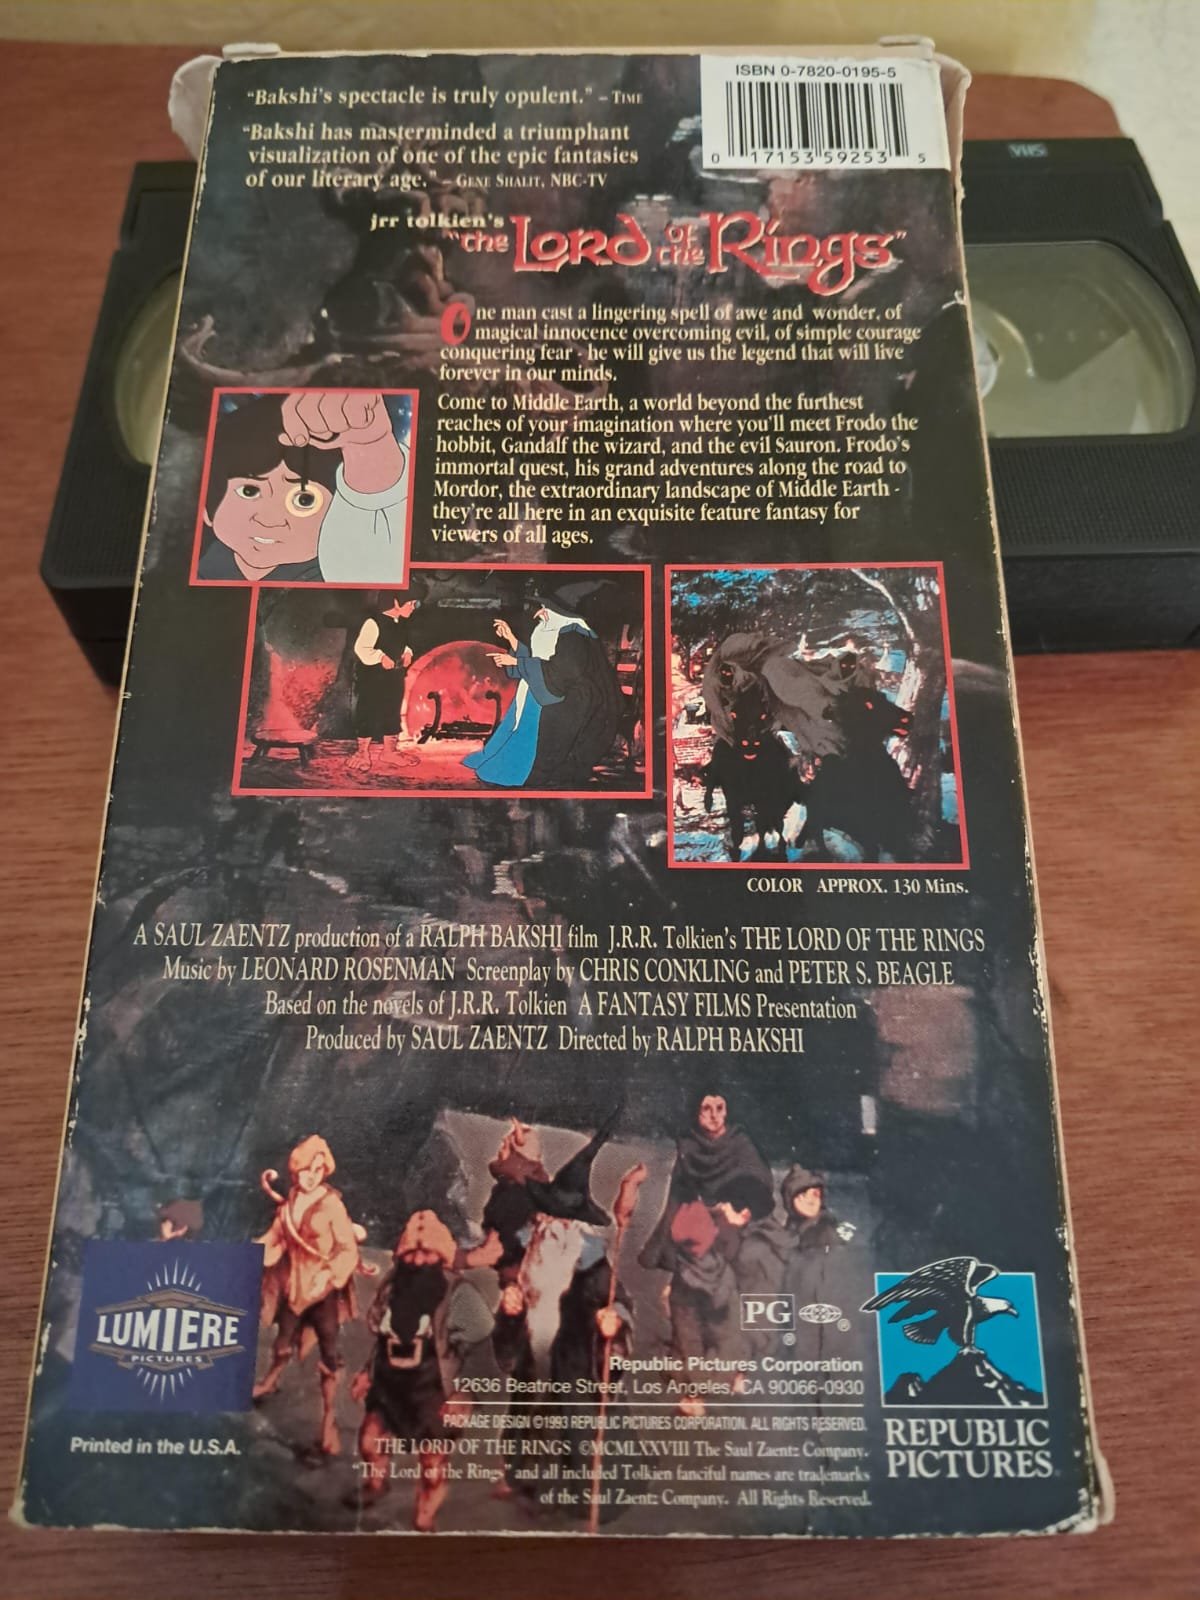 ISBN 0-7820-0195-5
0 17153 59253 5
VHS
"Bakshi's spectacle is truly opulent." – TIME
"Bakshi has masterminded a triumphant
visualization of one of the epic fantasies
of our literary age." – GENE SHALIT, NBC-TV
jrr tolkien's
"the Lord of the Rings"
One man cast a lingering spell of awe and wonder, of
magical innocence overcoming evil, of simple courage
conquering fear - he will give us the legend that will live
forever in our minds.
Come to Middle Earth, a world beyond the furthest
reaches of your imagination where you'll meet Frodo the
hobbit, Gandalf the wizard, and the evil Sauron. Frodo's
immortal quest, his grand adventures along the road to
Mordor, the extraordinary landscape of Middle Earth -
they're all here in an exquisite feature fantasy for
viewers of all ages.
COLOR APPROX. 130 Mins.
A SAUL ZAENTZ production of a RALPH BAKSHI film J.R.R. Tolkien's THE LORD OF THE RINGS
Music by LEONARD ROSENMAN Screenplay by CHRIS CONKLING and PETER S. BEAGLE
Based on the novels of J.R.R. Tolkien A FANTASY FILMS Presentation
Produced by SAUL ZAENTZ Directed by RALPH BAKSHI
LUMIERE
PICTURES
Printed in the U.S.A.
PG ® ®
Republic Pictures Corporation
12636 Beatrice Street, Los Angeles, CA 90066-0930
PACKAGE DESIGN ©1993 REPUBLIC PICTURES CORPORATION. ALL RIGHTS RESERVED.
THE LORD OF THE RINGS ©MCMLXXVIII The Saul Zaentz Company.
"The Lord of the Rings" and all included Tolkien fanciful names are trademarks
of the Saul Zaentz Company. All Rights Reserved.
REPUBLIC
PICTURES